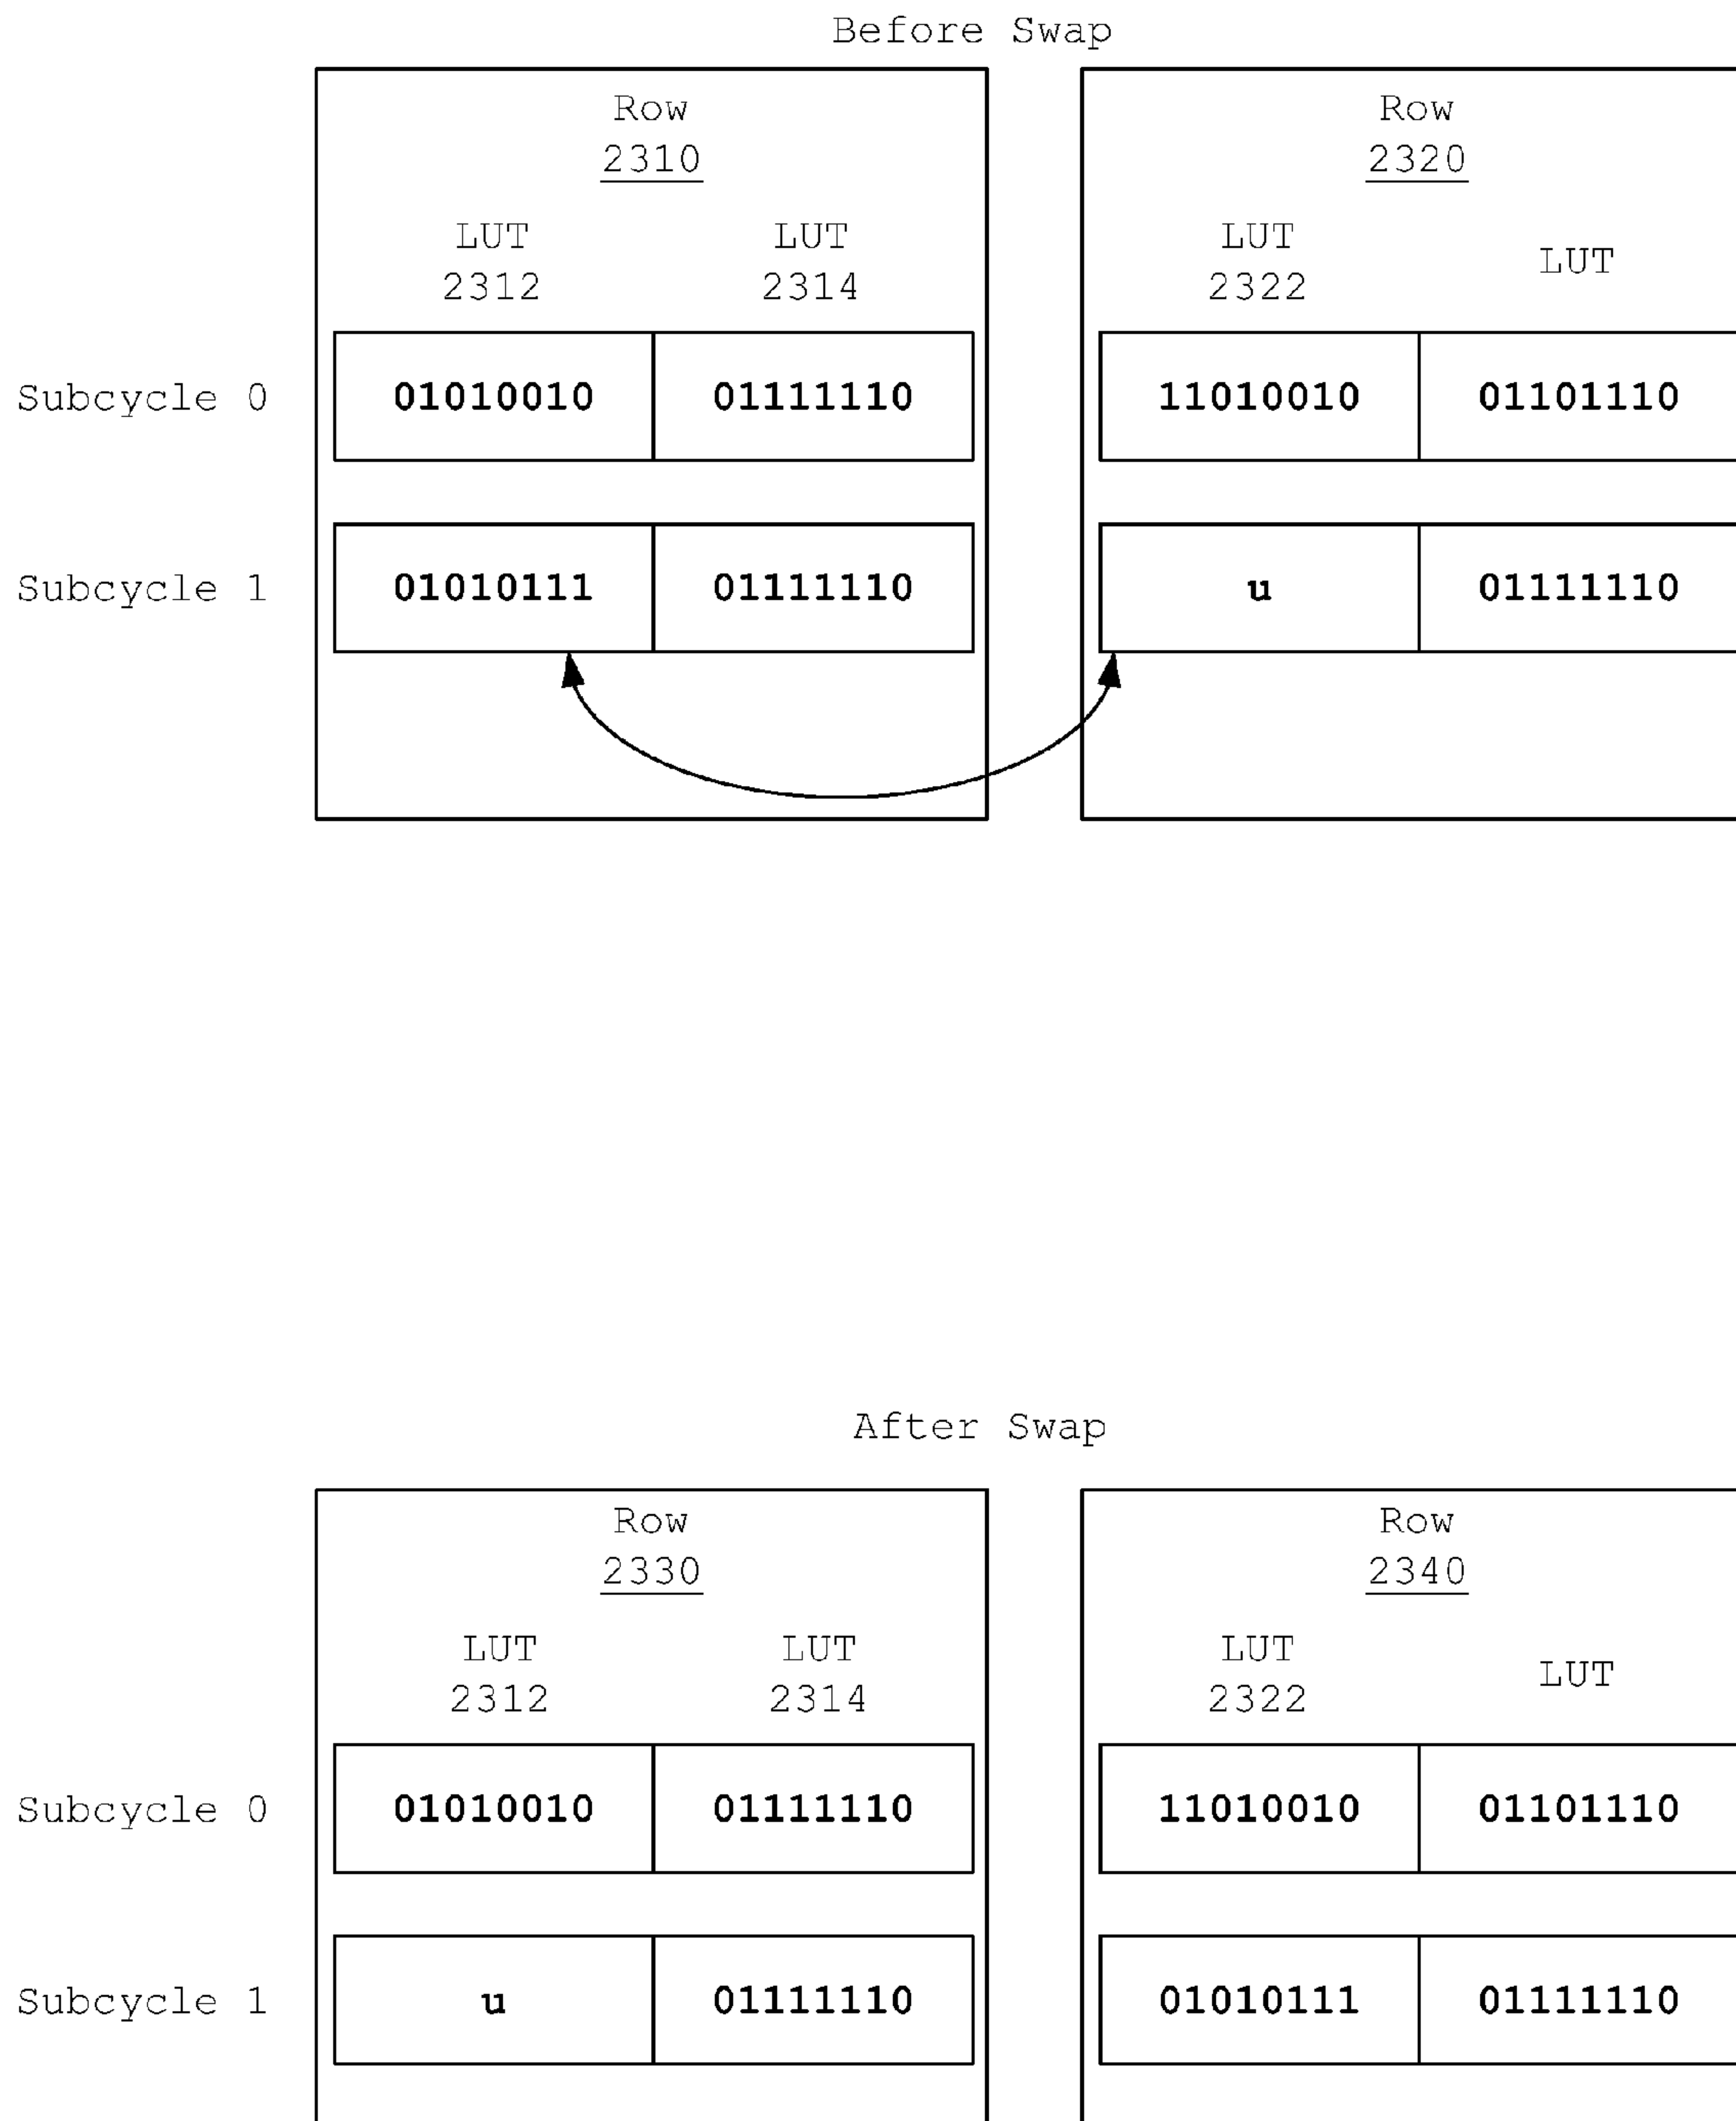 Before Swap
Row Row
2310 2320
LUT LUT LUT LUT
2312 2314 2322
Subcycle 0 01010010 01111110 11010010 01101110
Subcycle 1 01010111 01111110 u 01111110
After Swap
Row Row
2330 2340
LUT LUT LUT LUT
2312 2314 2322
Subcycle 0 01010010 01111110 11010010 01101110
Subcycle 1 u 01111110 01010111 01111110